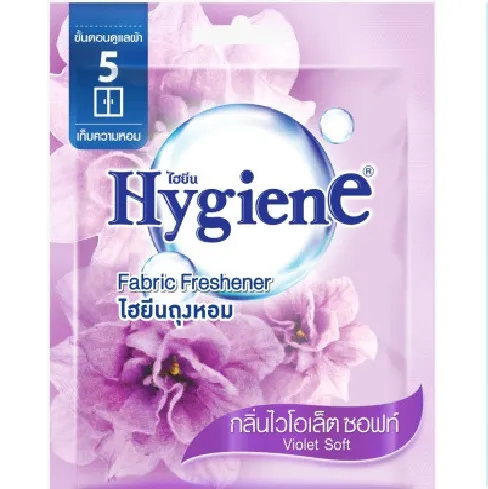 ขั้นตอนดูแลผ้า
5
เก็บความหอม
ไฮยีน
Hygiene®
Fabric Freshener
ไฮยีนถุงหอม
กลิ่นไวโอเล็ต ซอฟท์
Violet Soft